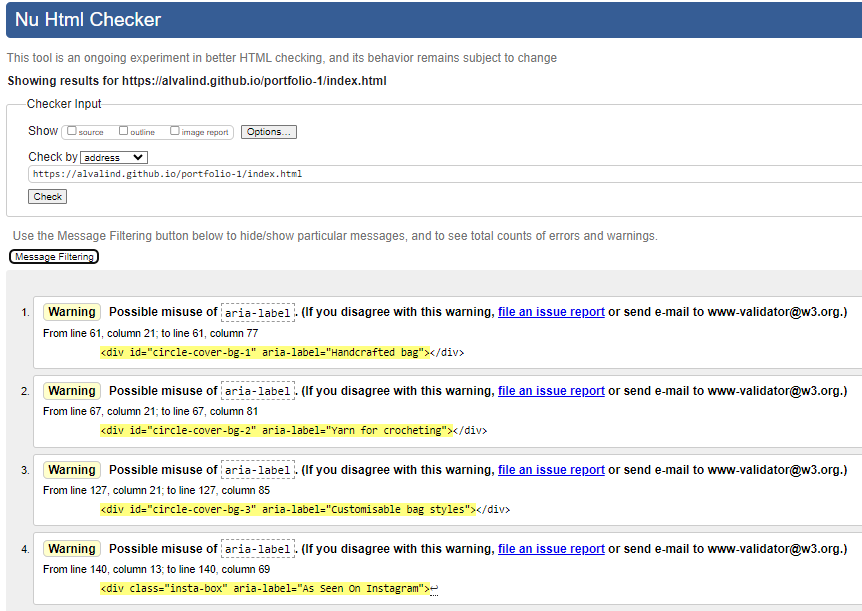 Nu Html Checker
This tool is an ongoing experiment in better HTML checking, and its behavior remains subject to change
Showing results for https://alvalind.github.io/portfolio-1/index.html
Checker Input
Show source outline image report Options...
Check by address
https://alvalind.github.io/portfolio-1/index.html
Check
Use the Message Filtering button below to hide/show particular messages, and to see total counts of errors and warnings.
Message Filtering
1. Warning Possible misuse of aria-label. (If you disagree with this warning, file an issue report or send e-mail to www-validator@w3.org.)
From line 61, column 21; to line 61, column 77
<div id="circle-cover-bg-1" aria-label="Handcrafted bag"></div>
2. Warning Possible misuse of aria-label. (If you disagree with this warning, file an issue report or send e-mail to www-validator@w3.org.)
From line 67, column 21; to line 67, column 81
<div id="circle-cover-bg-2" aria-label="Yarn for crocheting"></div>
3. Warning Possible misuse of aria-label. (If you disagree with this warning, file an issue report or send e-mail to www-validator@w3.org.)
From line 127, column 21; to line 127, column 85
<div id="circle-cover-bg-3" aria-label="Customisable bag styles"></div>
4. Warning Possible misuse of aria-label. (If you disagree with this warning, file an issue report or send e-mail to www-validator@w3.org.)
From line 140, column 13; to line 140, column 69
<div class="insta-box" aria-label="As Seen On Instagram">↩